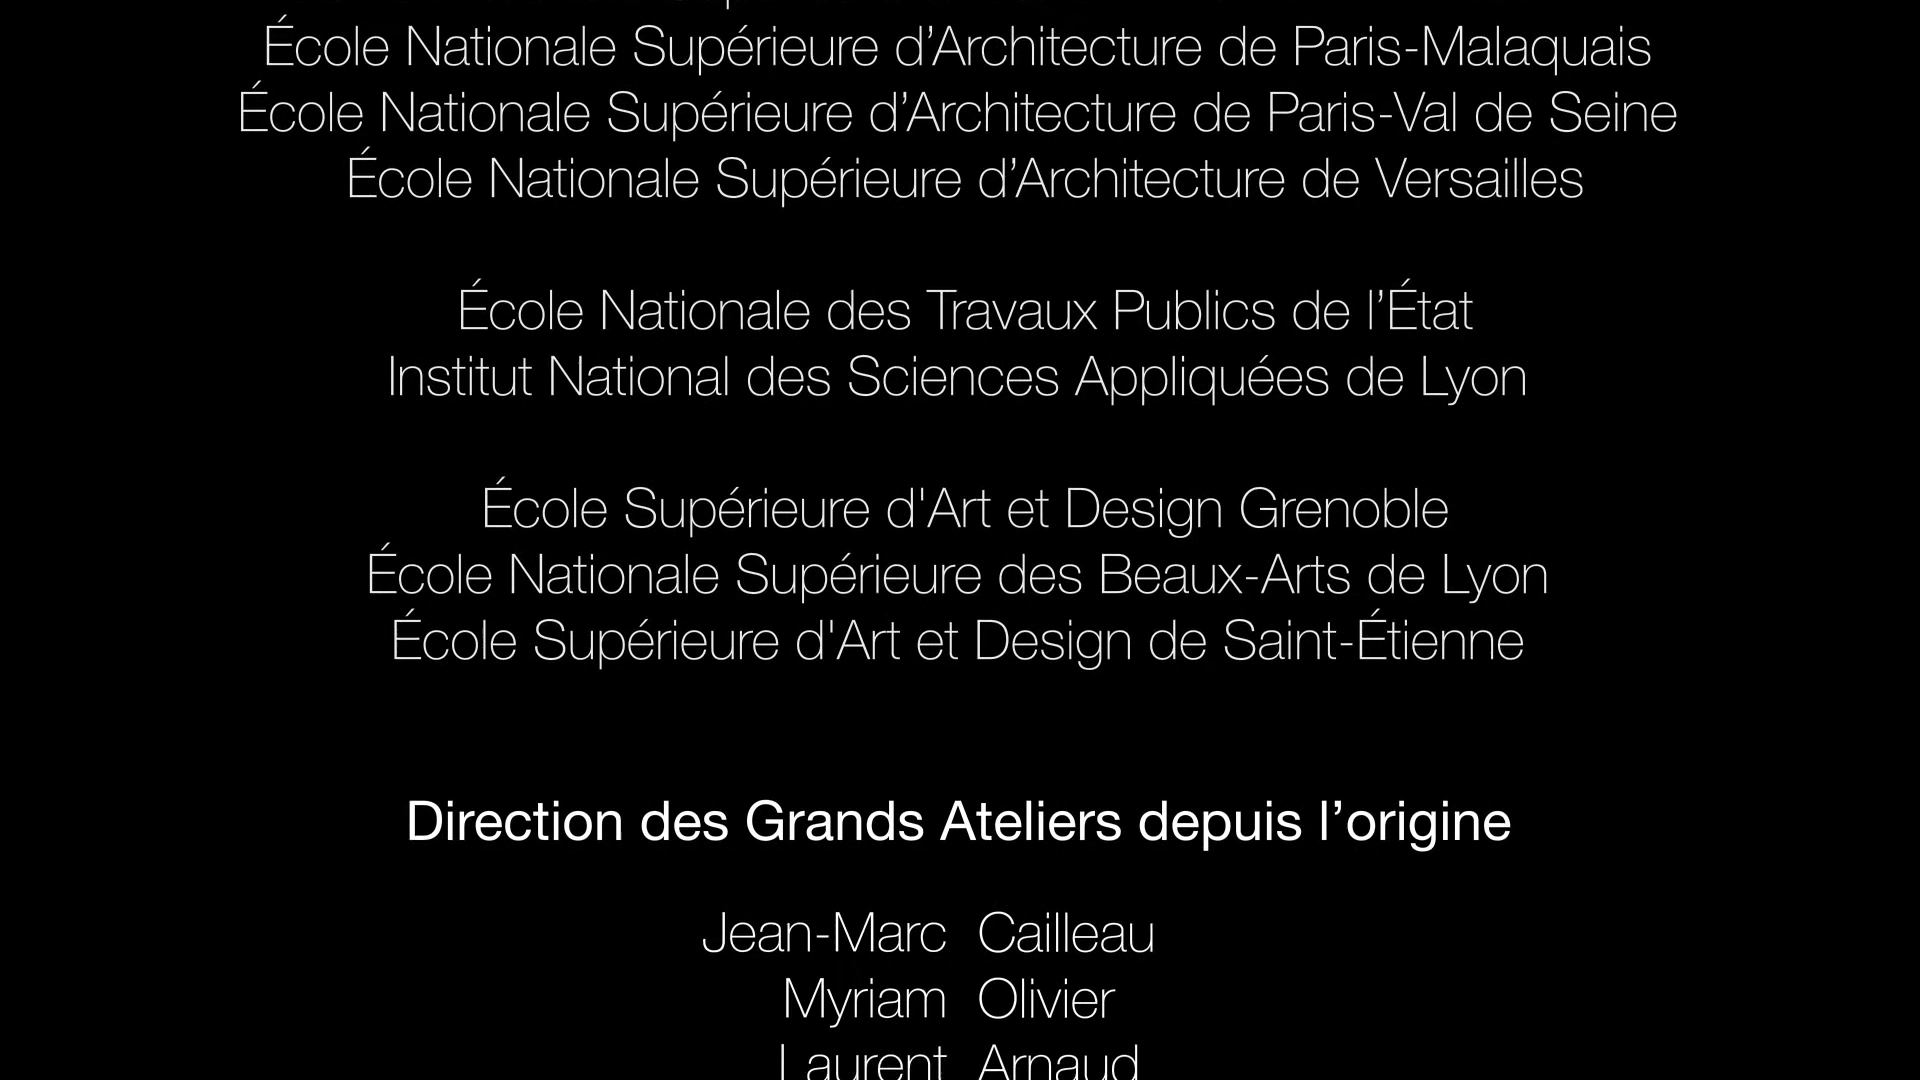 École Nationale Supérieure d’Architecture de Paris-Malaquais
École Nationale Supérieure d’Architecture de Paris-Val de Seine
École Nationale Supérieure d’Architecture de Versailles
École Nationale des Travaux Publics de l’État
Institut National des Sciences Appliquées de Lyon
École Supérieure d'Art et Design Grenoble
École Nationale Supérieure des Beaux-Arts de Lyon
École Supérieure d'Art et Design de Saint-Étienne
Direction des Grands Ateliers depuis l’origine
Jean-Marc Cailleau
Myriam Olivier
Laurent Arnaud